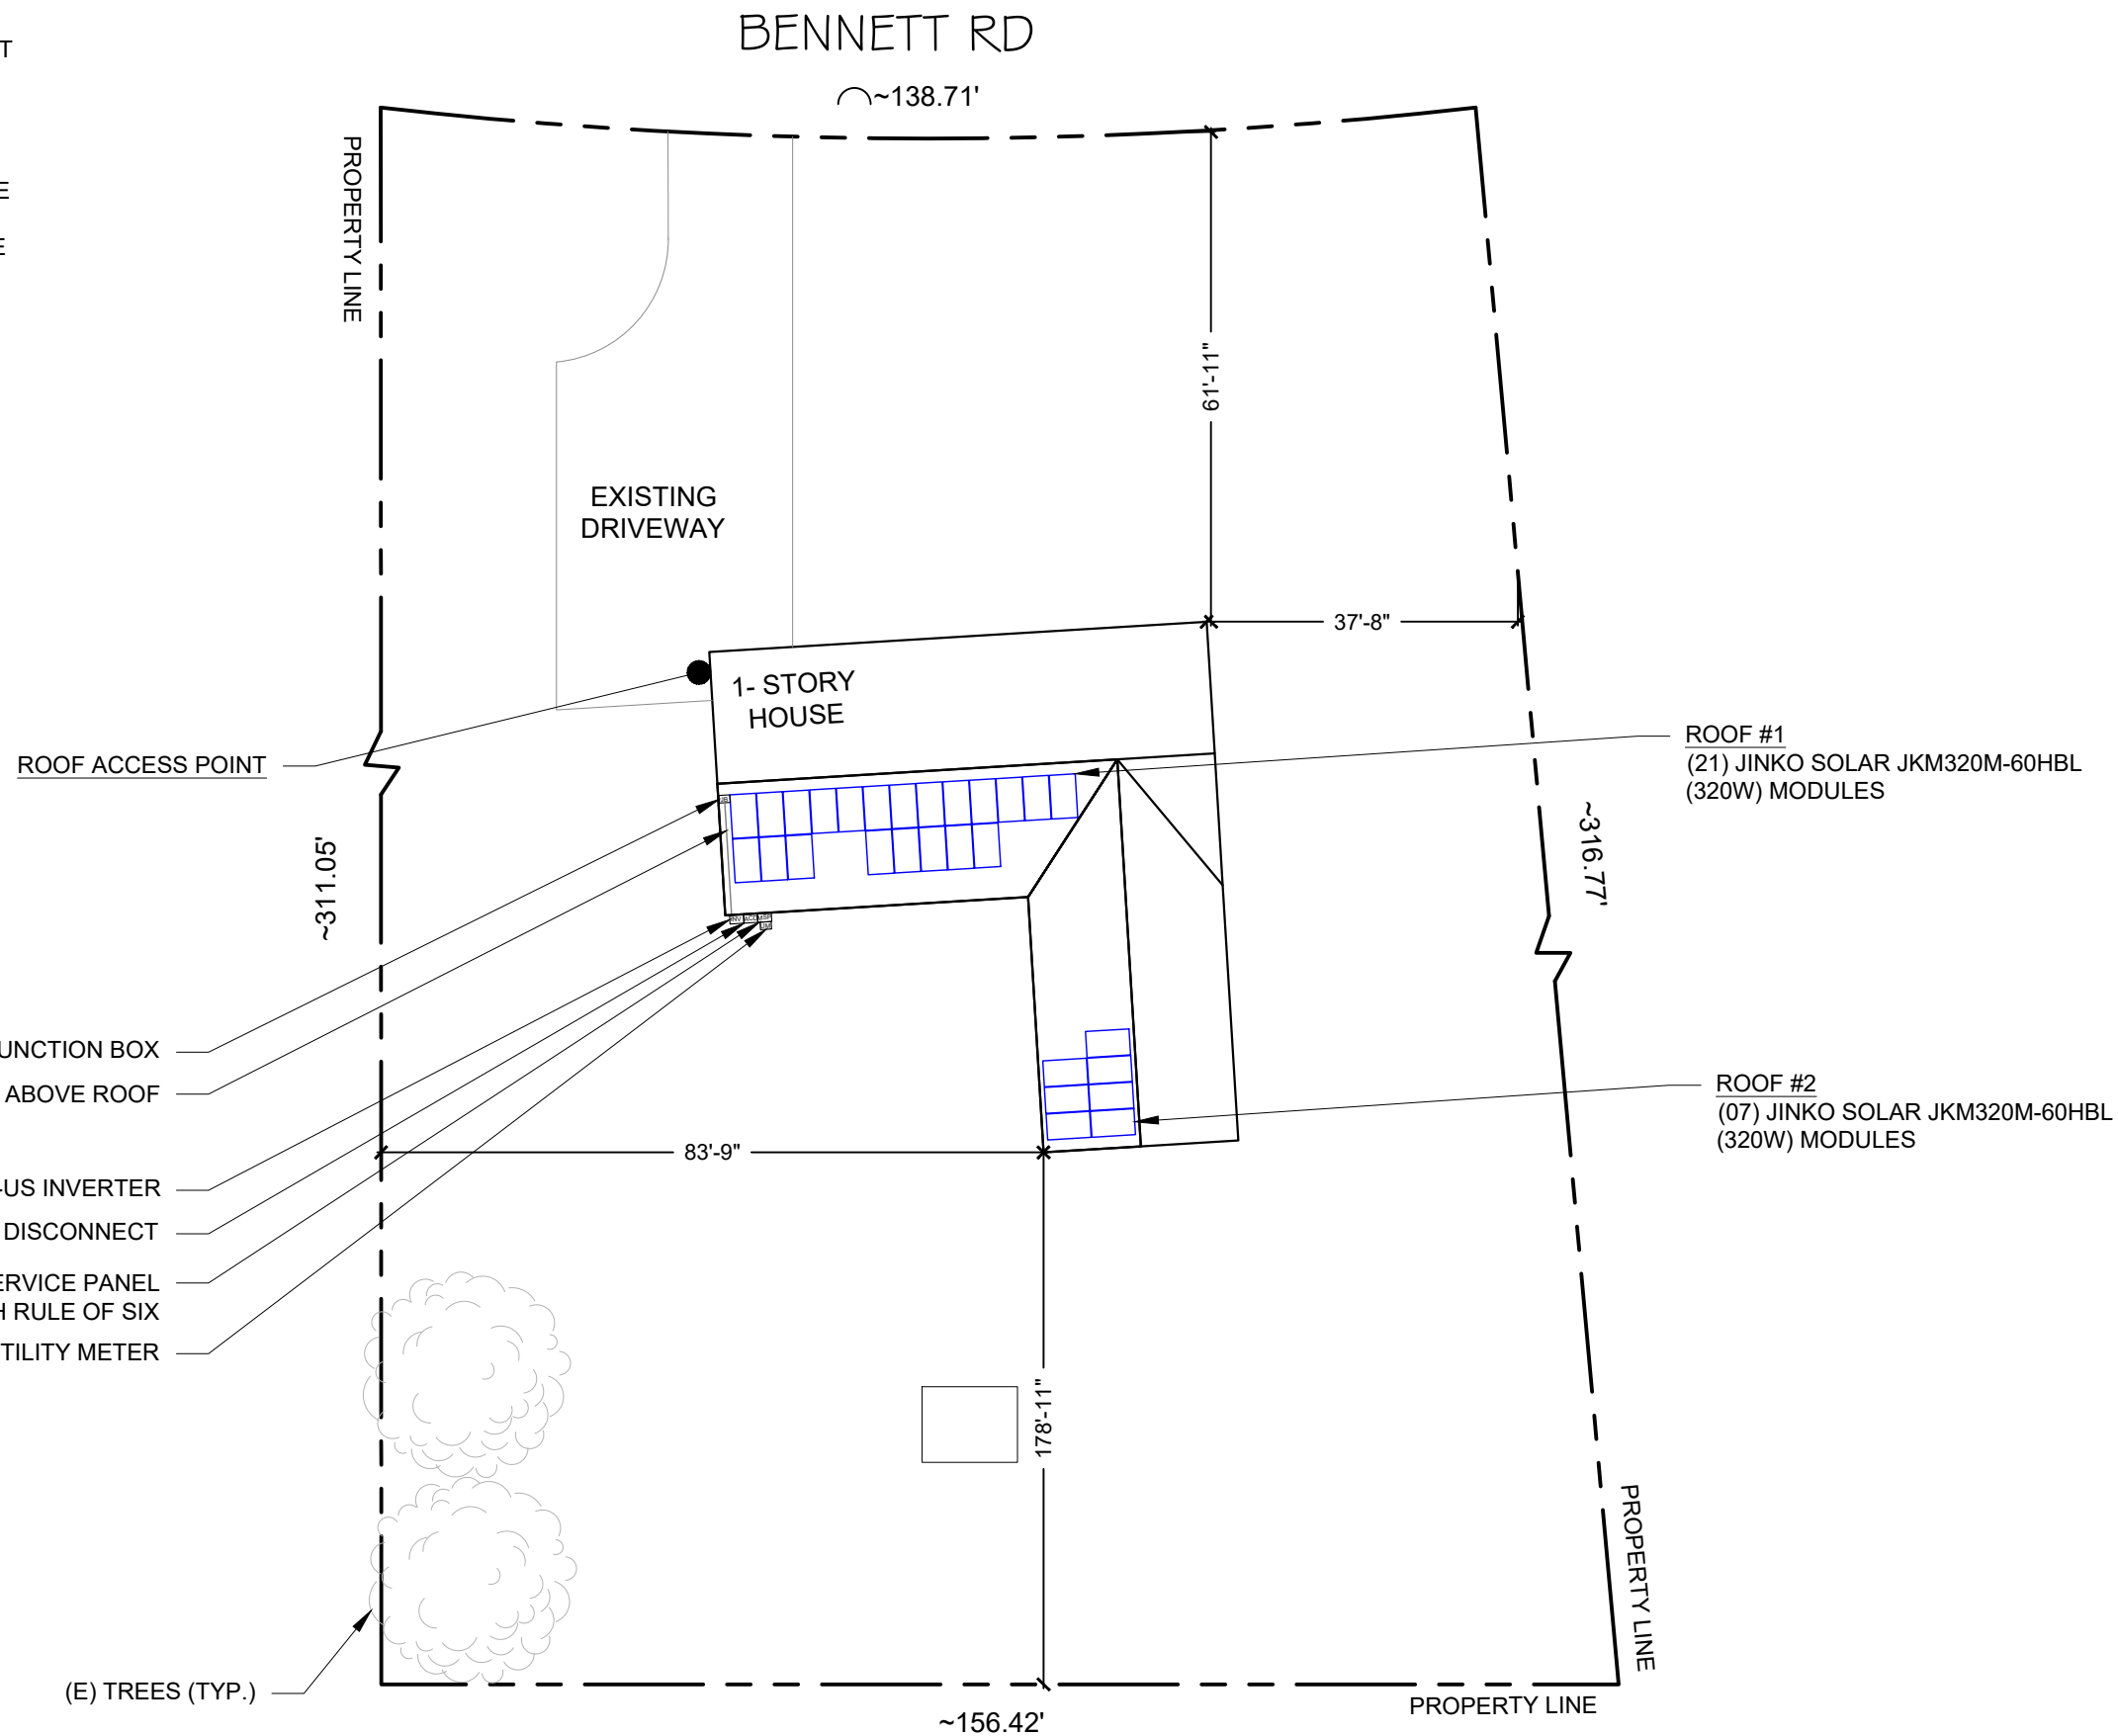 BENNETT RD
~138.71'
T
E
E
PROPERTY LINE
61'-11"
EXISTING
DRIVEWAY
37'-8"
1- STORY
HOUSE
ROOF ACCESS POINT
ROOF #1
(21) JINKO SOLAR JKM320M-60HBL
(320W) MODULES
JB
~311.05'
~316.77'
INV
UM
UNCTION BOX
ABOVE ROOF
ROOF #2
(07) JINKO SOLAR JKM320M-60HBL
(320W) MODULES
83'-9"
-US INVERTER
DISCONNECT
ERVICE PANEL
H RULE OF SIX
TILITY METER
178'-11"
PROPERTY LINE
(E) TREES (TYP.)
PROPERTY LINE
~156.42'